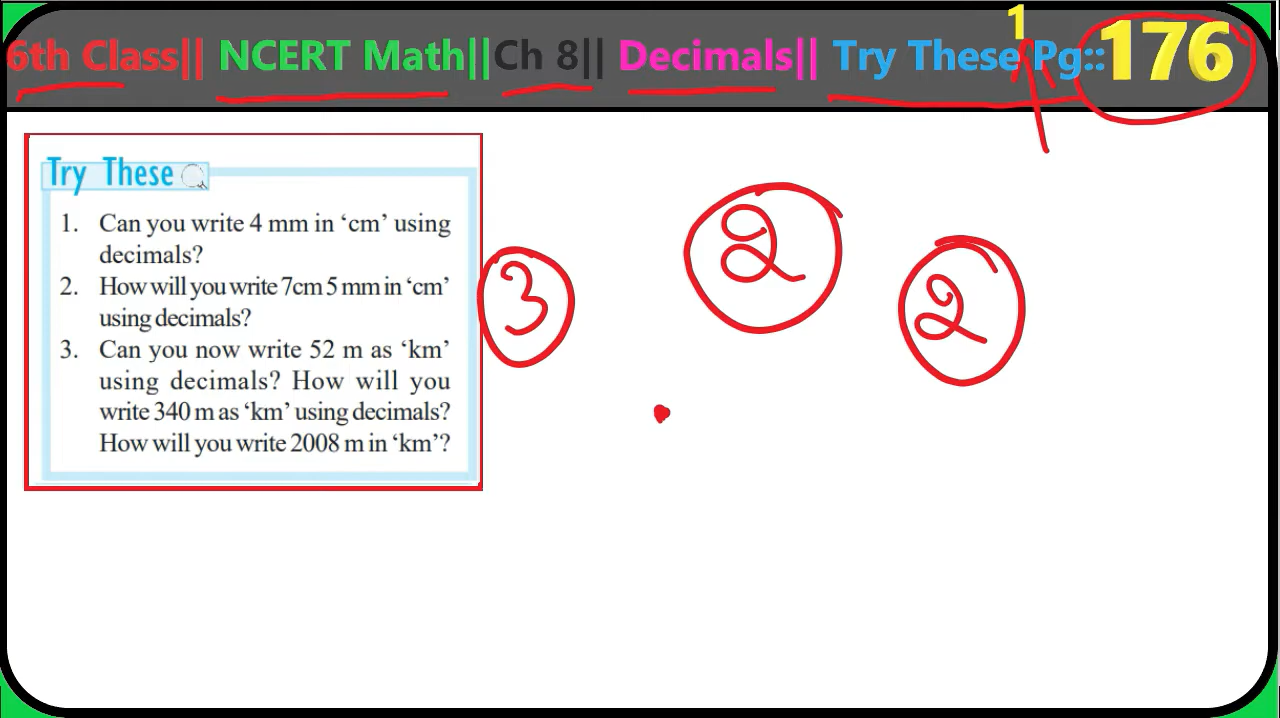 6th Class|| NCERT Math||Ch 8|| Decimals|| Try These Pg::176
1
Try These
1. Can you write 4 mm in ‘cm’ using
decimals?
2. How will you write 7cm 5 mm in ‘cm’
using decimals?
3. Can you now write 52 m as ‘km’
using decimals? How will you
write 340 m as ‘km’ using decimals?
How will you write 2008 m in ‘km’?
3
2
2